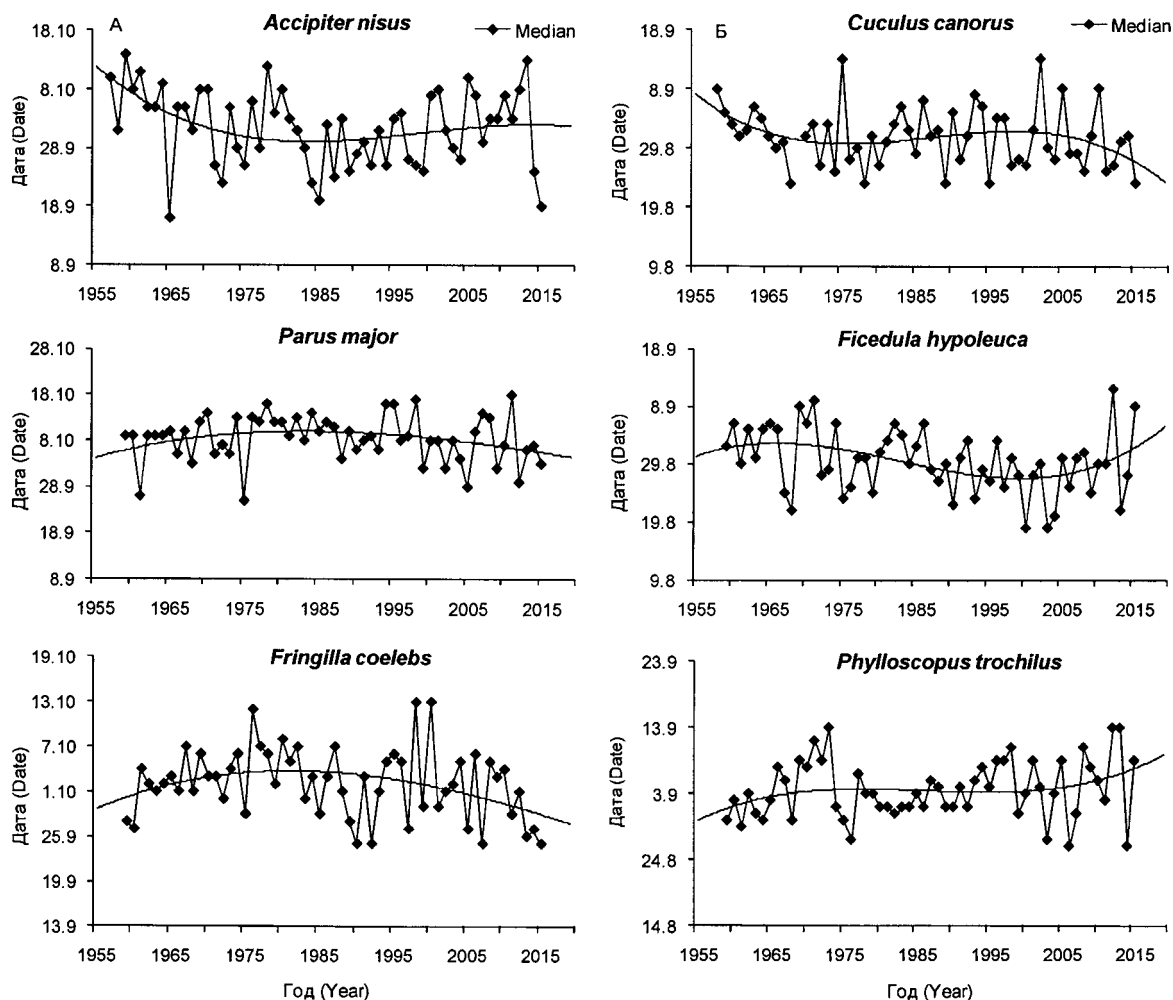 А
Accipiter nisus
Median
18.10
8.10
28.9
18.9
8.9
Дата (Date)
1955 1965 1975 1985 1995 2005 2015
Б
Cuculus canorus
Median
18.9
8.9
29.8
19.8
9.8
Дата (Date)
1955 1965 1975 1985 1995 2005 2015
Parus major
28.10
18.10
8.10
28.9
18.9
8.9
Дата (Date)
1955 1965 1975 1985 1995 2005 2015
Ficedula hypoleuca
18.9
8.9
29.8
19.8
9.8
Дата (Date)
1955 1965 1975 1985 1995 2005 2015
Fringilla coelebs
19.10
13.10
7.10
1.10
25.9
19.9
13.9
Дата (Date)
1955 1965 1975 1985 1995 2005 2015
Год (Year)
Phylloscopus trochilus
23.9
13.9
3.9
24.8
14.8
Дата (Date)
1955 1965 1975 1985 1995 2005 2015
Год (Year)